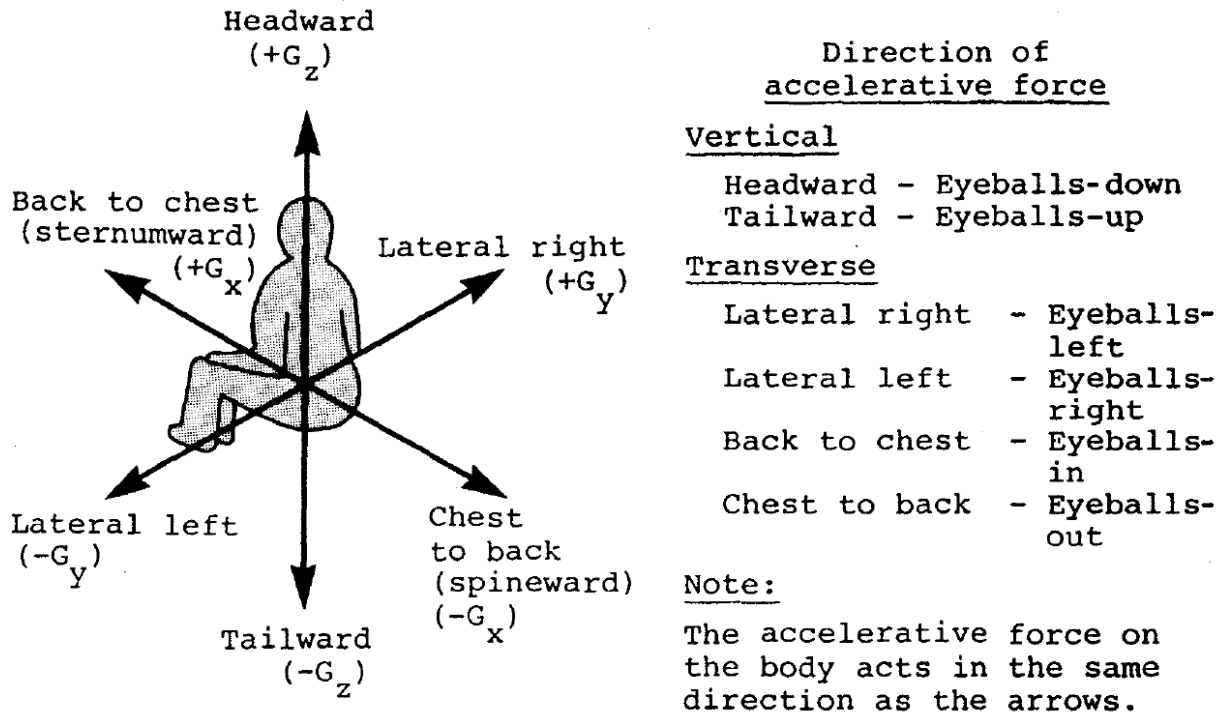 Headward
(+Gz)
Back to chest
(sternumward)
(+Gx)
Lateral right
(+Gy)
Lateral left
(-Gy)
Chest
to back
(spineward)
(-Gx)
Tailward
(-Gz)
Direction of
accelerative force
Vertical
Headward - Eyeballs-down
Tailward - Eyeballs-up
Transverse
Lateral right - Eyeballs-
left
Lateral left - Eyeballs-
right
Back to chest - Eyeballs-
in
Chest to back - Eyeballs-
out
Note:
The accelerative force on
the body acts in the same
direction as the arrows.